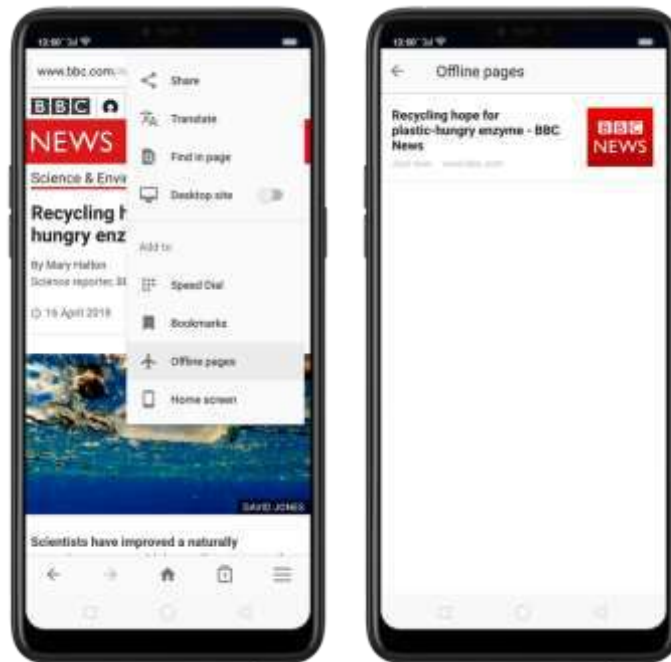 www.bbc.com
Share
BBC
Translate
NEWS
Find in page
Science & Envi
Desktop site
Recycling h
hungry enz
Add to
By Mary Halton
Science reporter, B
Speed Dial
16 April 2018
Bookmarks
Offline pages
Home screen
DAVID JONES
Scientists have improved a naturally
Offline pages
Recycling hope for
plastic-hungry enzyme - BBC
News
BBC
NEWS